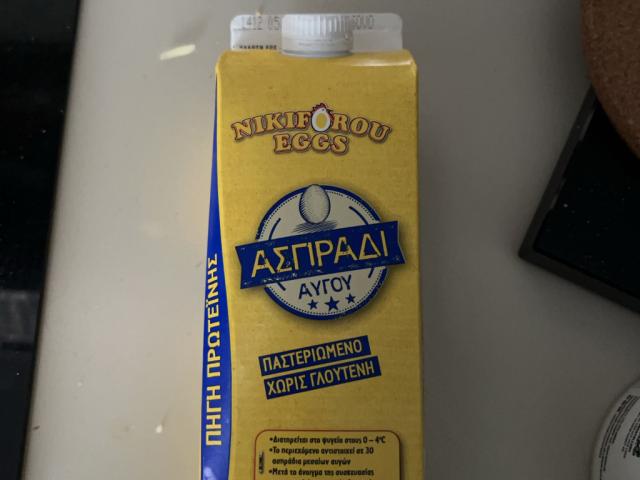 NIKIFOROU
EGGS
ΑΣΠΡΑΔΙ
ΑΥΓΟΥ
ΠΑΣΤΕΡΙΩΜΕΝΟ
ΧΩΡΙΣ ΓΛΟΥΤΕΝΗ
ΠΗΓΗ ΠΡΩΤΕΪΝΗΣ
•Διατηρείται στο ψυγείο στους 0 – 4°C
•Το περιεχόμενο αντιστοιχεί σε 30
ασπράδια μεσαίων αυγών
•Μετά το άνοιγμα της συσκευασίας